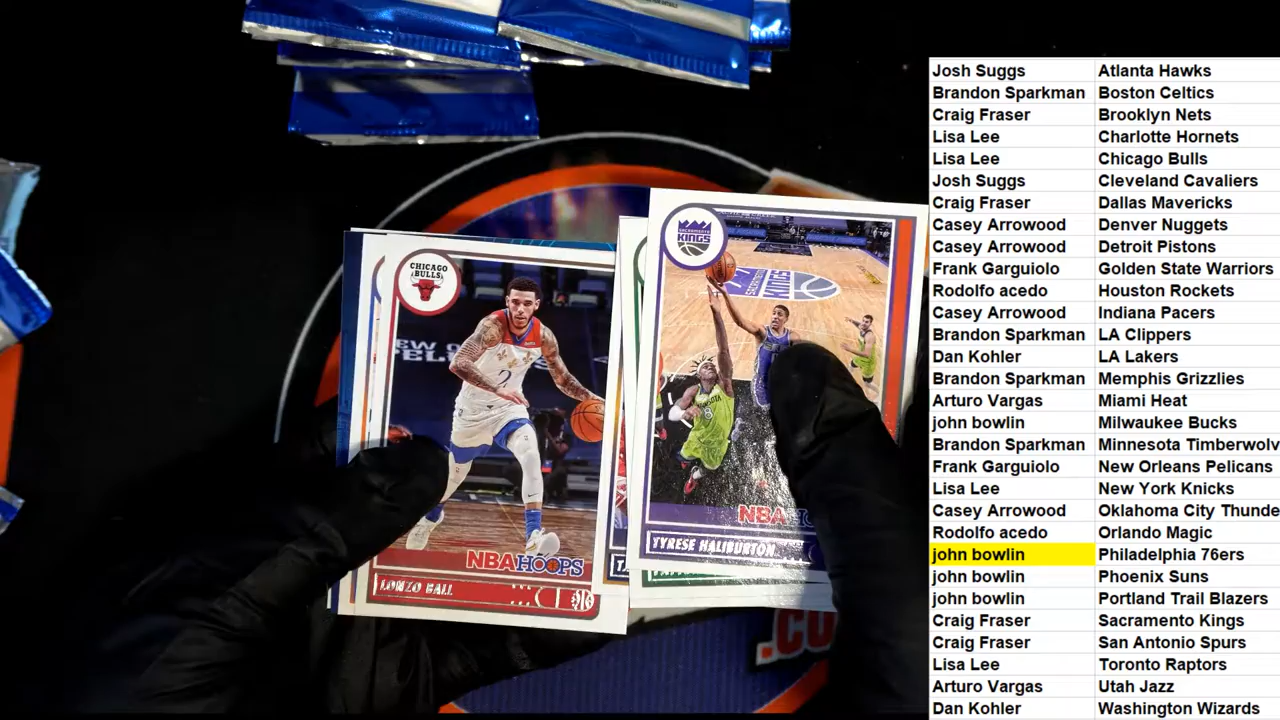 CHICAGO
BULLS
2
NBA HOOPS
LONZO BALL
SACRAMENTO
KINGS
8
NBA
TYRESE HALIBURTON
.CO
Josh Suggs Atlanta Hawks
Brandon Sparkman Boston Celtics
Craig Fraser Brooklyn Nets
Lisa Lee Charlotte Hornets
Lisa Lee Chicago Bulls
Josh Suggs Cleveland Cavaliers
Craig Fraser Dallas Mavericks
Casey Arrowood Denver Nuggets
Casey Arrowood Detroit Pistons
Frank Garguiolo Golden State Warriors
Rodolfo acedo Houston Rockets
Casey Arrowood Indiana Pacers
Brandon Sparkman LA Clippers
Dan Kohler LA Lakers
Brandon Sparkman Memphis Grizzlies
Arturo Vargas Miami Heat
john bowlin Milwaukee Bucks
Brandon Sparkman Minnesota Timberwolv
Frank Garguiolo New Orleans Pelicans
Lisa Lee New York Knicks
Casey Arrowood Oklahoma City Thunde
Rodolfo acedo Orlando Magic
john bowlin Philadelphia 76ers
john bowlin Phoenix Suns
john bowlin Portland Trail Blazers
Craig Fraser Sacramento Kings
Craig Fraser San Antonio Spurs
Lisa Lee Toronto Raptors
Arturo Vargas Utah Jazz
Dan Kohler Washington Wizards